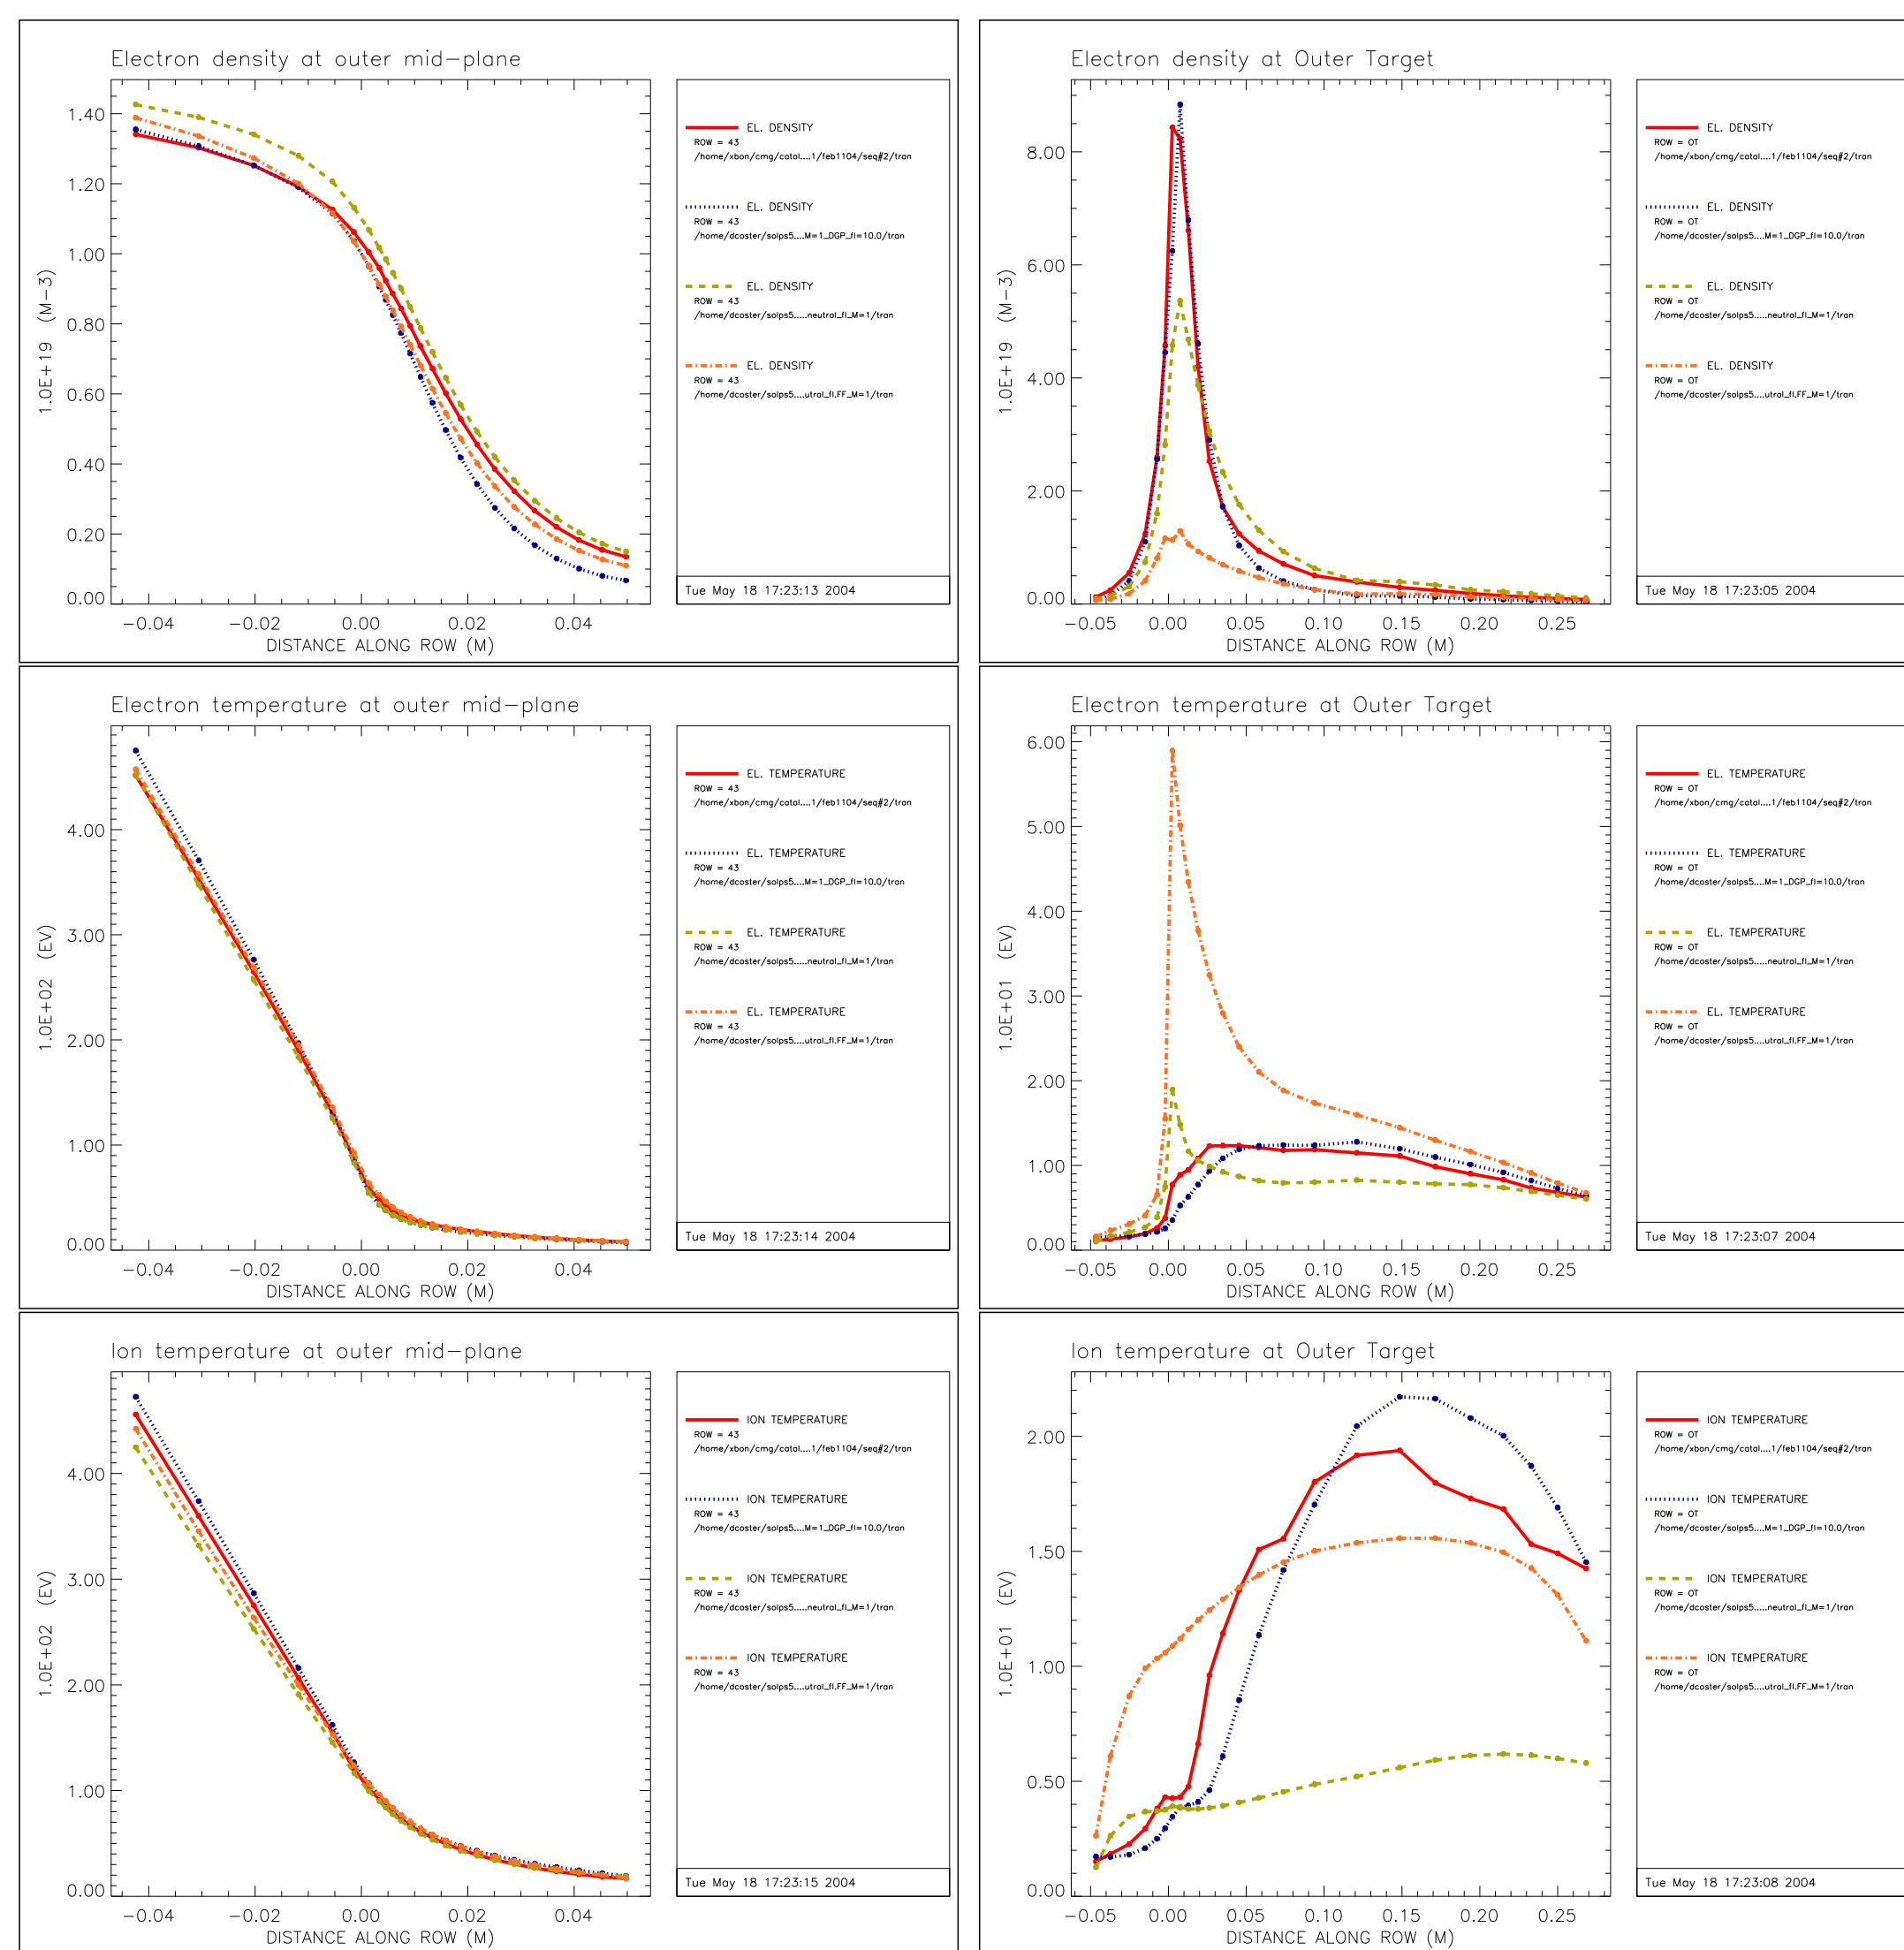 Electron density at outer mid-plane
1.0E+19 (M-3)
1.40
1.20
1.00
0.80
0.60
0.40
0.20
0.00
-0.04 -0.02 0.00 0.02 0.04
DISTANCE ALONG ROW (M)
EL. DENSITY
ROW = 43
/home/xbon/cmg/catal....1/feb1104/seq#2/tran
EL. DENSITY
ROW = 43
/home/dcoster/solps5....M=1_DGP_fl=10.0/tran
EL. DENSITY
ROW = 43
/home/dcoster/solps5.....neutral_fl_M=1/tran
EL. DENSITY
ROW = 43
/home/dcoster/solps5....utral_fl.FF_M=1/tran
Tue May 18 17:23:13 2004
Electron density at Outer Target
1.0E+19 (M-3)
8.00
6.00
4.00
2.00
0.00
-0.05 0.00 0.05 0.10 0.15 0.20 0.25
DISTANCE ALONG ROW (M)
EL. DENSITY
ROW = OT
/home/xbon/cmg/catal....1/feb1104/seq#2/tran
EL. DENSITY
ROW = OT
/home/dcoster/solps5....M=1_DGP_fl=10.0/tran
EL. DENSITY
ROW = OT
/home/dcoster/solps5.....neutral_fl_M=1/tran
EL. DENSITY
ROW = OT
/home/dcoster/solps5....utral_fl.FF_M=1/tran
Tue May 18 17:23:05 2004
Electron temperature at outer mid-plane
1.0E+02 (EV)
4.00
3.00
2.00
1.00
0.00
-0.04 -0.02 0.00 0.02 0.04
DISTANCE ALONG ROW (M)
EL. TEMPERATURE
ROW = 43
/home/xbon/cmg/catal....1/feb1104/seq#2/tran
EL. TEMPERATURE
ROW = 43
/home/dcoster/solps5....M=1_DGP_fl=10.0/tran
EL. TEMPERATURE
ROW = 43
/home/dcoster/solps5.....neutral_fl_M=1/tran
EL. TEMPERATURE
ROW = 43
/home/dcoster/solps5....utral_fl.FF_M=1/tran
Tue May 18 17:23:14 2004
Electron temperature at Outer Target
1.0E+01 (EV)
6.00
5.00
4.00
3.00
2.00
1.00
0.00
-0.05 0.00 0.05 0.10 0.15 0.20 0.25
DISTANCE ALONG ROW (M)
EL. TEMPERATURE
ROW = OT
/home/xbon/cmg/catal....1/feb1104/seq#2/tran
EL. TEMPERATURE
ROW = OT
/home/dcoster/solps5....M=1_DGP_fl=10.0/tran
EL. TEMPERATURE
ROW = OT
/home/dcoster/solps5.....neutral_fl_M=1/tran
EL. TEMPERATURE
ROW = OT
/home/dcoster/solps5....utral_fl.FF_M=1/tran
Tue May 18 17:23:07 2004
Ion temperature at outer mid-plane
1.0E+02 (EV)
4.00
3.00
2.00
1.00
0.00
-0.04 -0.02 0.00 0.02 0.04
DISTANCE ALONG ROW (M)
ION TEMPERATURE
ROW = 43
/home/xbon/cmg/catal....1/feb1104/seq#2/tran
ION TEMPERATURE
ROW = 43
/home/dcoster/solps5....M=1_DGP_fl=10.0/tran
ION TEMPERATURE
ROW = 43
/home/dcoster/solps5.....neutral_fl_M=1/tran
ION TEMPERATURE
ROW = 43
/home/dcoster/solps5....utral_fl.FF_M=1/tran
Tue May 18 17:23:15 2004
Ion temperature at Outer Target
1.0E+01 (EV)
2.00
1.50
1.00
0.50
0.00
-0.05 0.00 0.05 0.10 0.15 0.20 0.25
DISTANCE ALONG ROW (M)
ION TEMPERATURE
ROW = OT
/home/xbon/cmg/catal....1/feb1104/seq#2/tran
ION TEMPERATURE
ROW = OT
/home/dcoster/solps5....M=1_DGP_fl=10.0/tran
ION TEMPERATURE
ROW = OT
/home/dcoster/solps5.....neutral_fl_M=1/tran
ION TEMPERATURE
ROW = OT
/home/dcoster/solps5....utral_fl.FF_M=1/tran
Tue May 18 17:23:08 2004